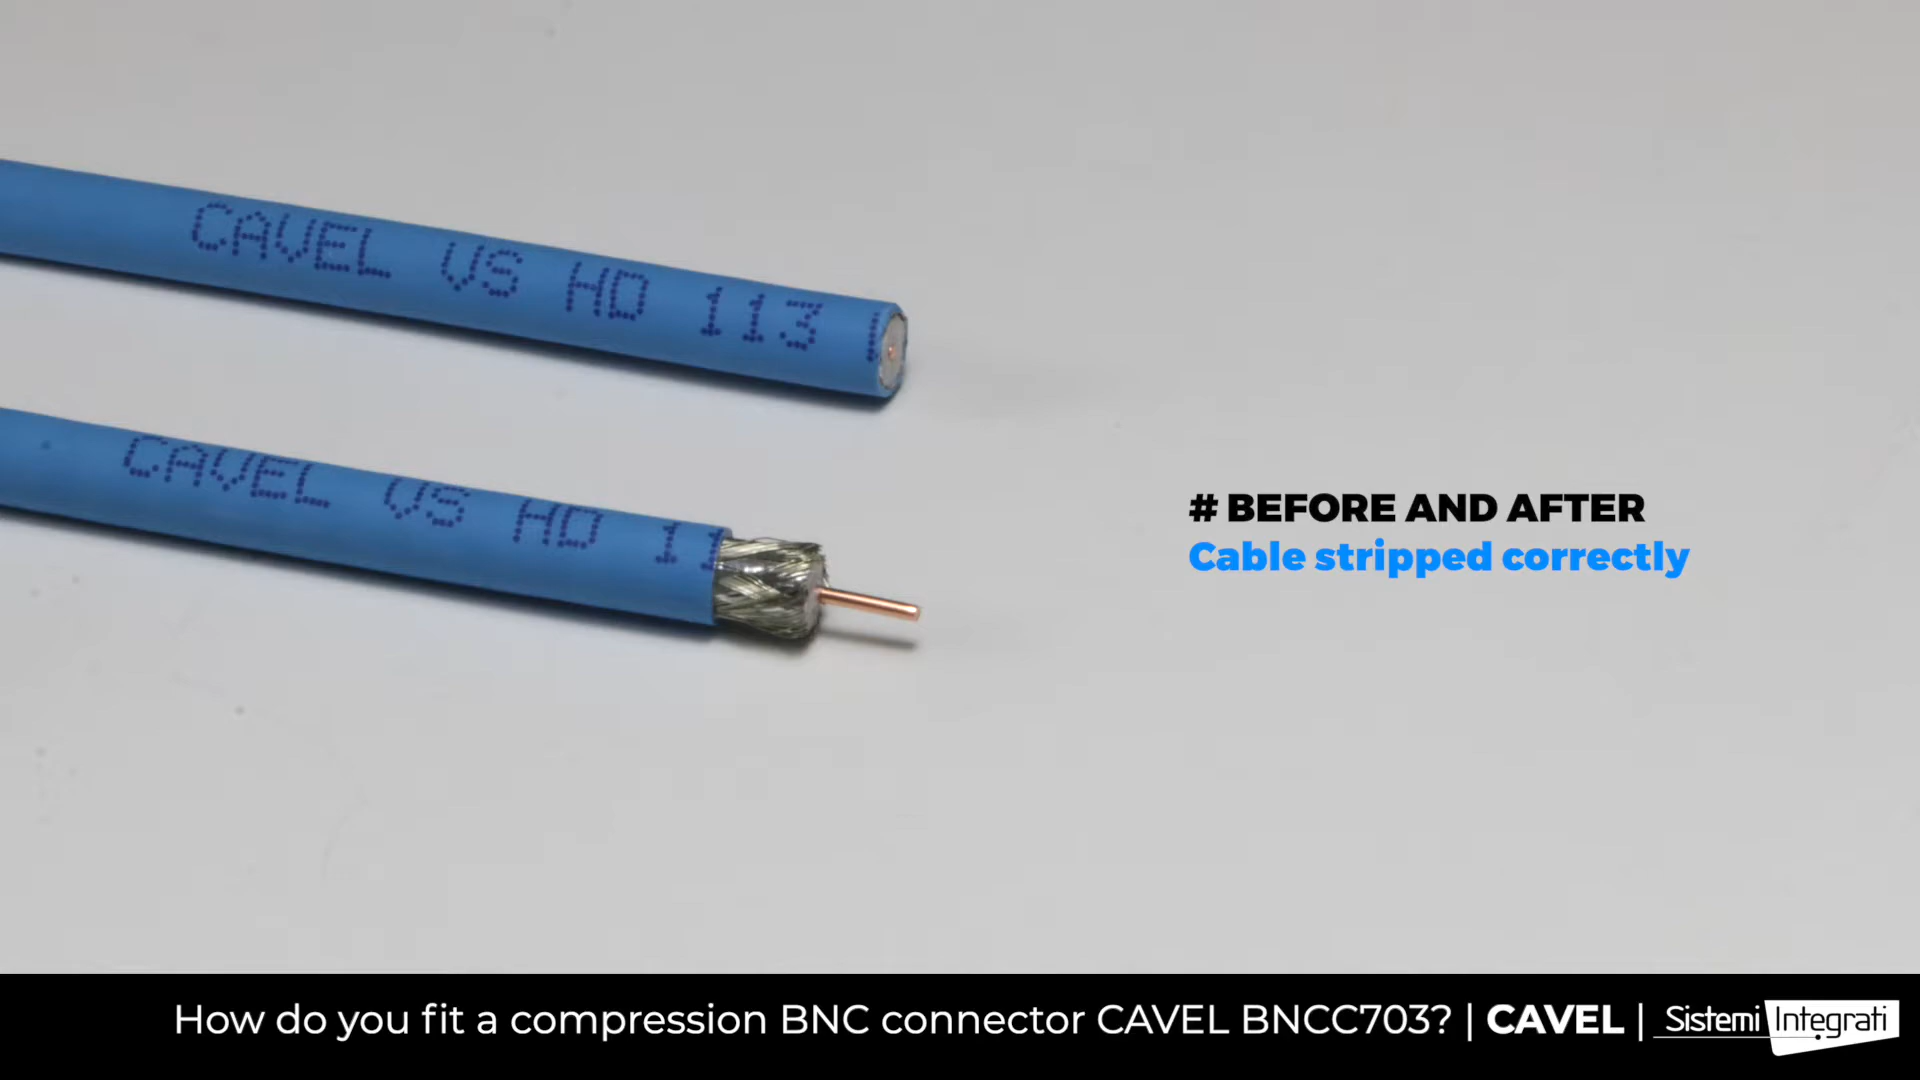 CAVEL VS HD 113
CAVEL VS HD 11
# BEFORE AND AFTER
Cable stripped correctly
How do you fit a compression BNC connector CAVEL BNCC703? | CAVEL | Sistemi Integrati